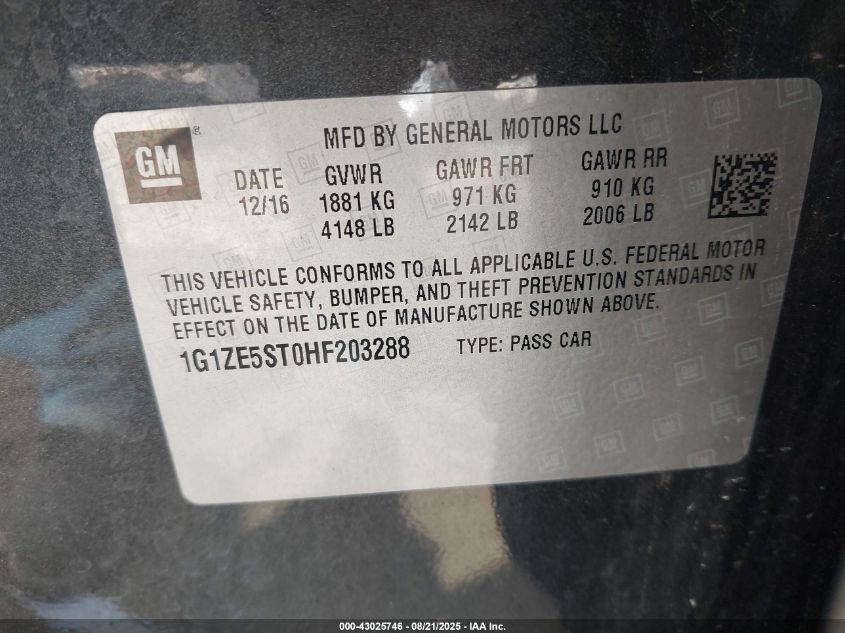 GM ®
MFD BY GENERAL MOTORS LLC
DATE GVWR GAWR FRT GAWR RR
12/16 1881 KG 971 KG 910 KG
4148 LB 2142 LB 2006 LB
THIS VEHICLE CONFORMS TO ALL APPLICABLE U.S. FEDERAL MOTOR
VEHICLE SAFETY, BUMPER, AND THEFT PREVENTION STANDARDS IN
EFFECT ON THE DATE OF MANUFACTURE SHOWN ABOVE.
1G1ZE5ST0HF203288 TYPE: PASS CAR
000-43025746 - 08/21/2025 - IAA Inc.